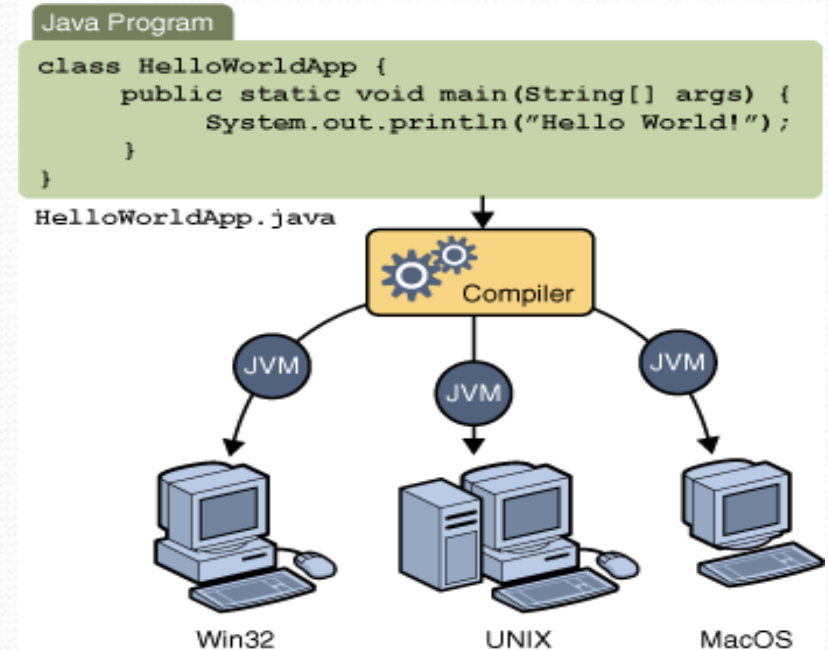 Java Program
class HelloWorldApp {
    public static void main(String[] args) {
        System.out.println("Hello World!");
    }
}
HelloWorldApp.java
Compiler
JVM
JVM
JVM
Win32
UNIX
MacOS